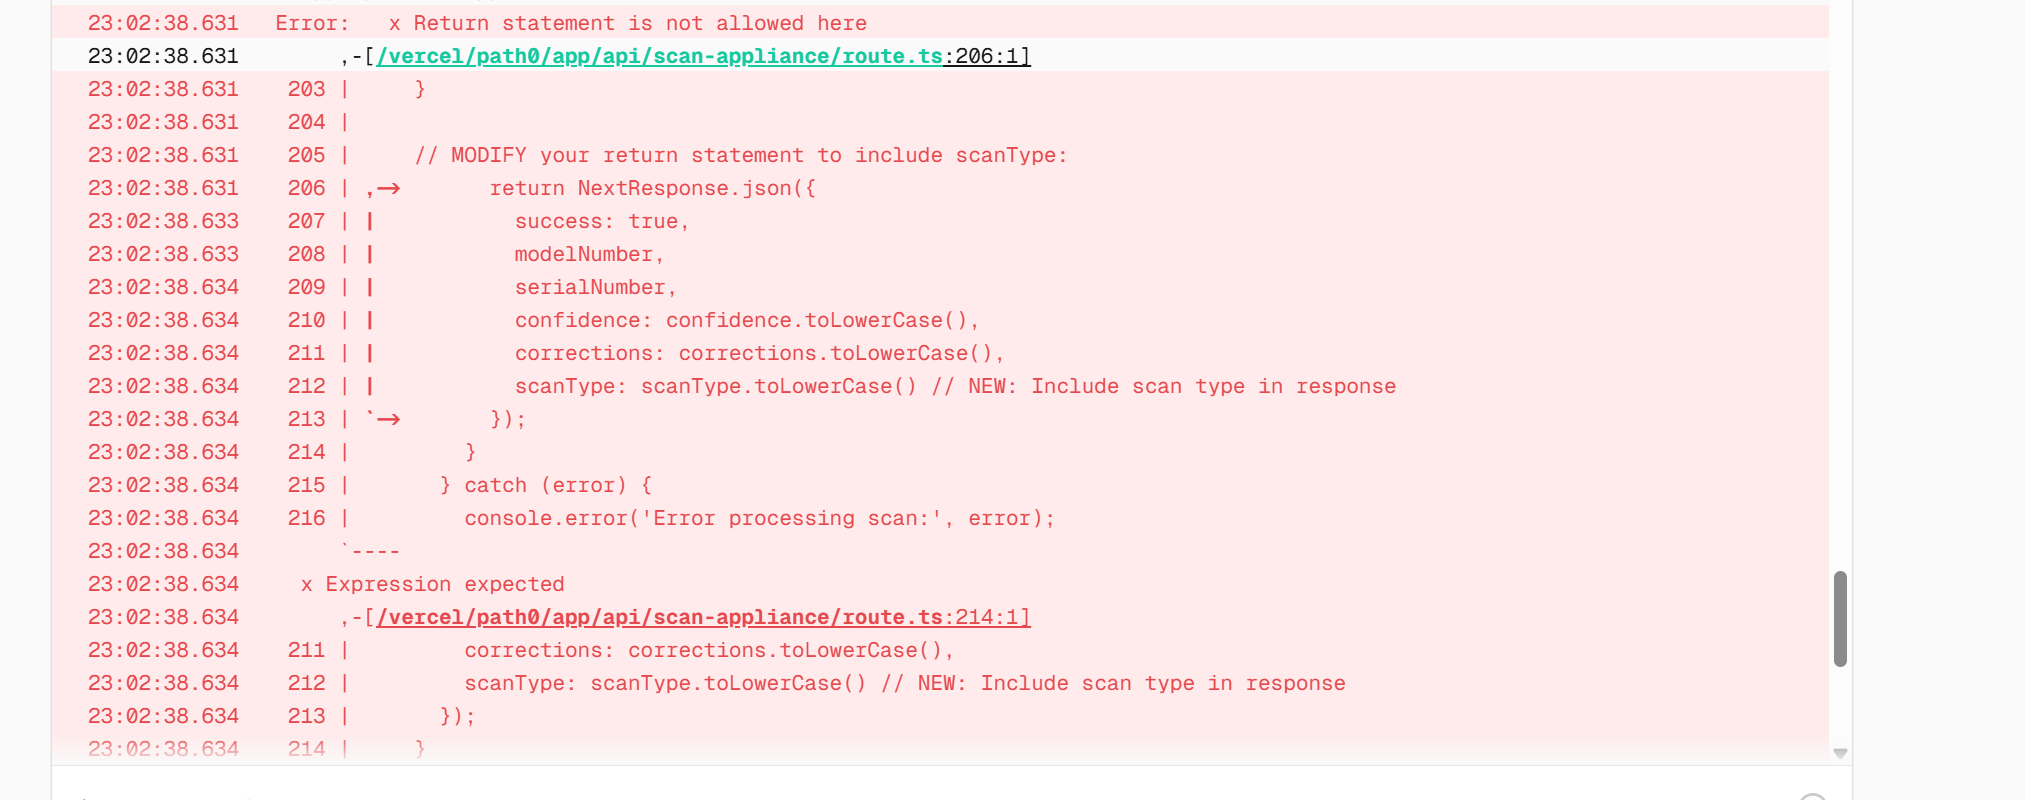 23:02:38.631 Error: x Return statement is not allowed here
23:02:38.631 ,-[/vercel/path0/app/api/scan-appliance/route.ts:206:1]
23:02:38.631 203 | }
23:02:38.631 204 |
23:02:38.631 205 | // MODIFY your return statement to include scanType:
23:02:38.631 206 | ,-> return NextResponse.json({
23:02:38.633 207 | | success: true,
23:02:38.633 208 | | modelNumber,
23:02:38.634 209 | | serialNumber,
23:02:38.634 210 | | confidence: confidence.toLowerCase(),
23:02:38.634 211 | | corrections: corrections.toLowerCase(),
23:02:38.634 212 | | scanType: scanType.toLowerCase() // NEW: Include scan type in response
23:02:38.634 213 | `-> });
23:02:38.634 214 | }
23:02:38.634 215 | } catch (error) {
23:02:38.634 216 | console.error('Error processing scan:', error);
23:02:38.634 `----
23:02:38.634 x Expression expected
23:02:38.634 ,-[/vercel/path0/app/api/scan-appliance/route.ts:214:1]
23:02:38.634 211 | corrections: corrections.toLowerCase(),
23:02:38.634 212 | scanType: scanType.toLowerCase() // NEW: Include scan type in response
23:02:38.634 213 | });
23:02:38.634 214 | }